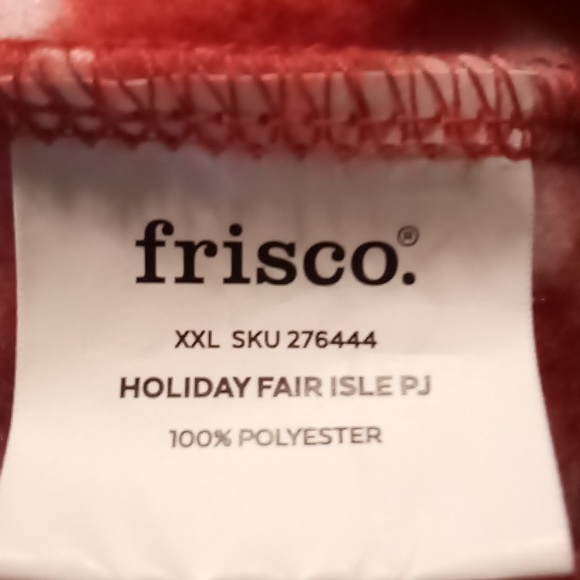 frisco.®
XXL SKU 276444
HOLIDAY FAIR ISLE PJ
100% POLYESTER